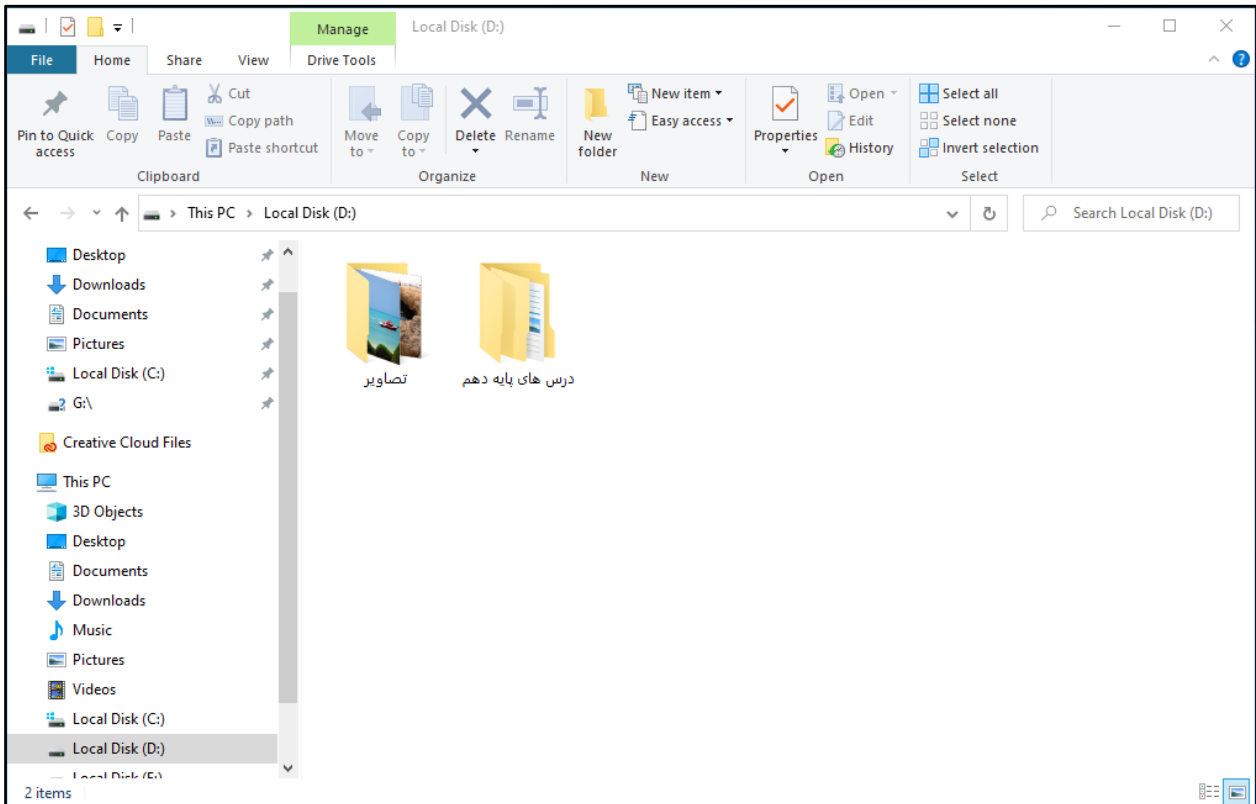 Manage
Local Disk (D:)
File
Home
Share
View
Drive Tools
Pin to Quick access
Copy
Paste
Cut
Copy path
Paste shortcut
Clipboard
Move to
Copy to
Delete
Rename
Organize
New folder
New item
Easy access
New
Properties
Open
Edit
History
Open
Select all
Select none
Invert selection
Select
This PC > Local Disk (D:)
Search Local Disk (D:)
Desktop
Downloads
Documents
Pictures
Local Disk (C:)
G:\
Creative Cloud Files
This PC
3D Objects
Desktop
Documents
Downloads
Music
Pictures
Videos
Local Disk (C:)
Local Disk (D:)
Local Disk
تصاویر
درس های پایه دهم
2 items